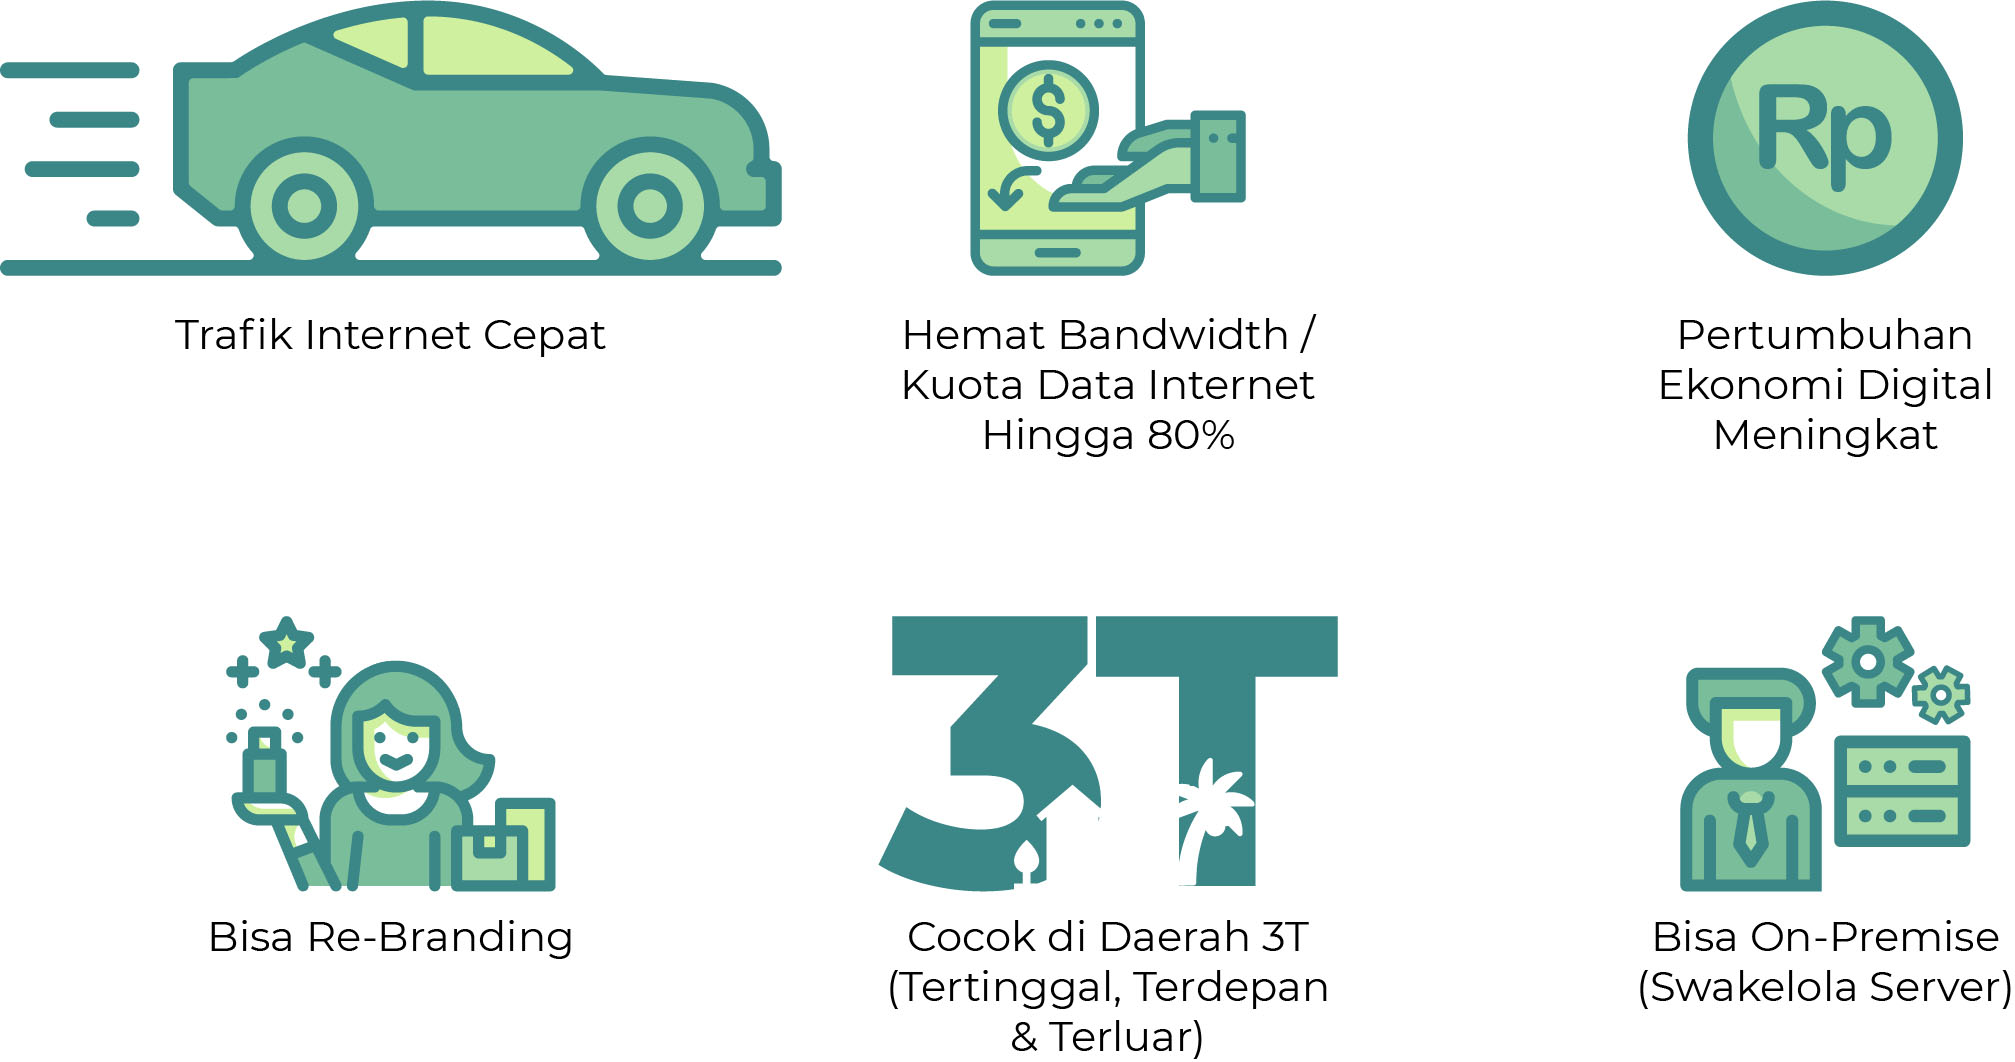 $
Rp
Trafik Internet Cepat
Hemat Bandwidth /
Kuota Data Internet
Hingga 80%
Pertumbuhan
Ekonomi Digital
Meningkat
3T
Bisa Re-Branding
Cocok di Daerah 3T
(Tertinggal, Terdepan
& Terluar)
Bisa On-Premise
(Swakelola Server)